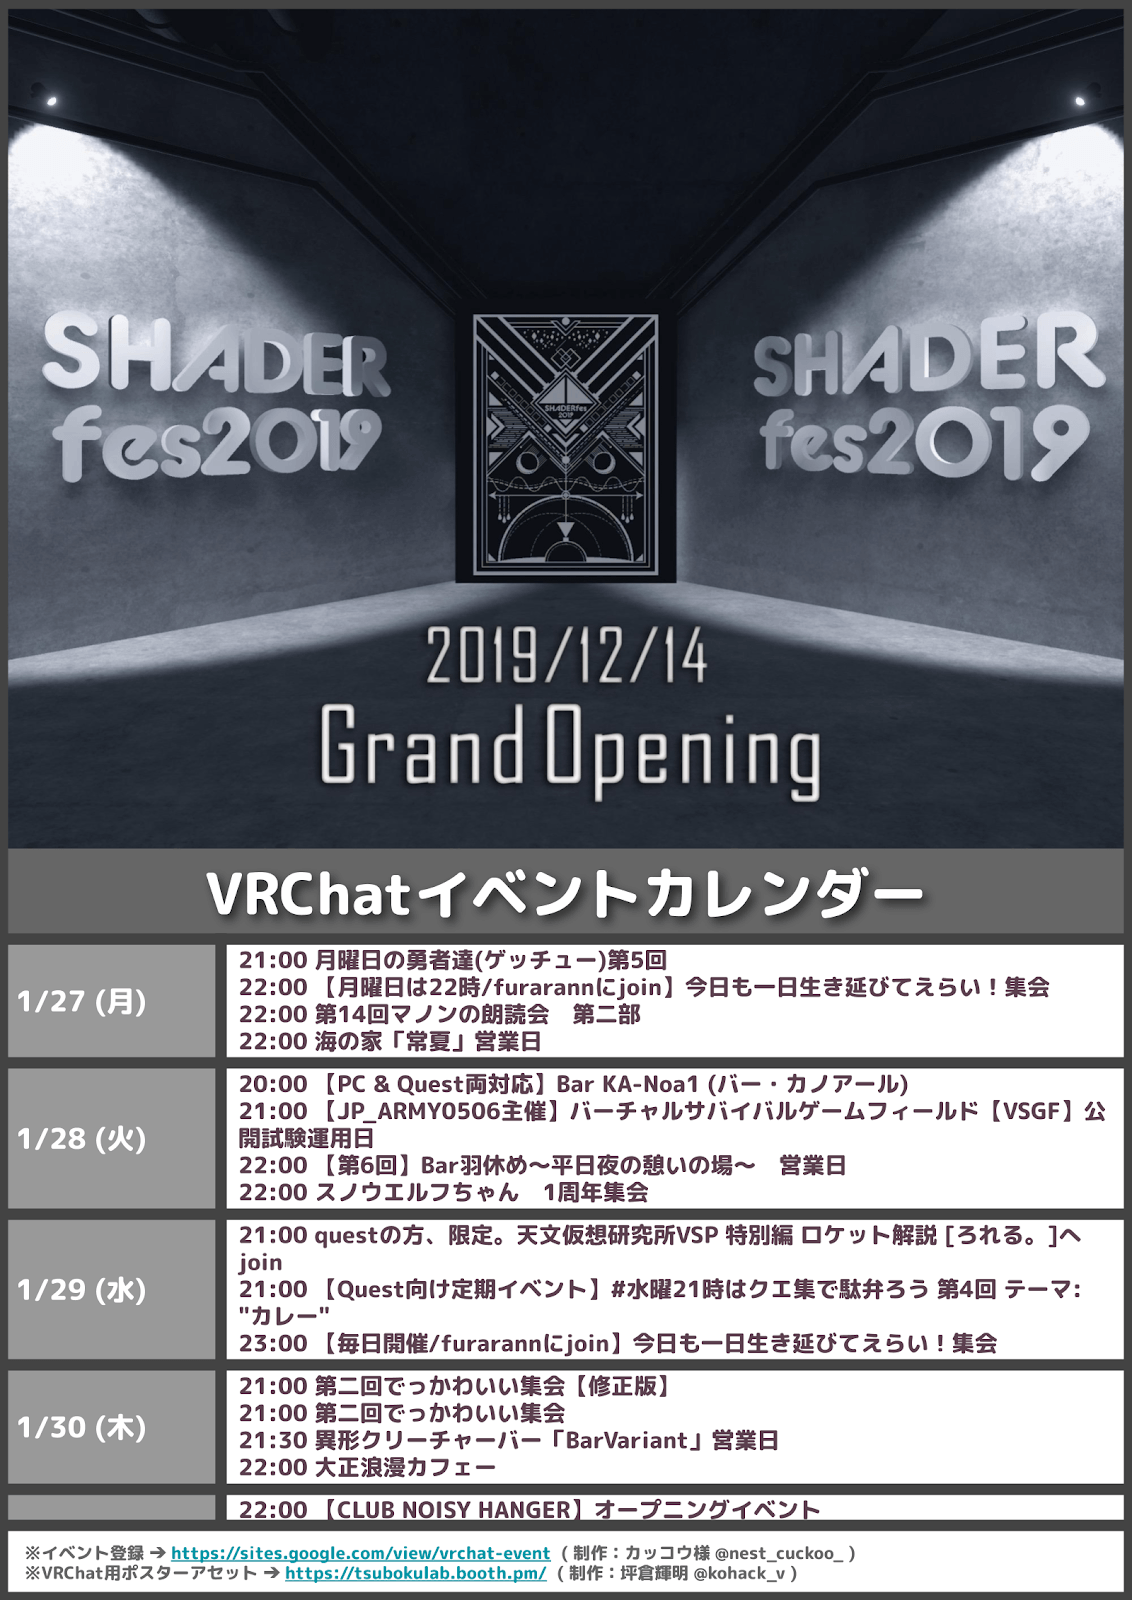 SHADER
fes2019
SHADER
fes2019
SHADERfes
2019
2019/12/14
Grand Opening
VRChatイベントカレンダー
1/27 (月)
21:00 月曜日の勇者達(ゲッチュー)第5回
22:00 【月曜日は22時/furarannにjoin】今日も一日生き延びてえらい！集会
22:00 第14回マノンの朗読会　第二部
22:00 海の家「常夏」営業日
1/28 (火)
20:00 【PC & Quest両対応】Bar KA-Noa1 (バー・カノアール)
21:00 【JP_ARMY0506主催】バーチャルサバイバルゲームフィールド【VSGF】公
開試験運用日
22:00 【第6回】Bar羽休め～平日夜の憩いの場～　営業日
22:00 スノウエルフちゃん　1周年集会
1/29 (水)
21:00 questの方、限定。天文仮想研究所VSP 特別編 ロケット解説 [ろれる。]へ
join
21:00 【Quest向け定期イベント】#水曜21時はクエ集で駄弁ろう 第4回 テーマ:
"カレー"
23:00 【毎日開催/furarannにjoin】今日も一日生き延びてえらい！集会
1/30 (木)
21:00 第二回でっかわいい集会【修正版】
21:00 第二回でっかわいい集会
21:30 異形クリーチャーバー「BarVariant」営業日
22:00 大正浪漫カフェー
22:00 【CLUB NOISY HANGER】オープニングイベント
※イベント登録 → https://sites.google.com/view/vrchat-event （ 制作：カッコウ様 @nest_cuckoo_ ）
※VRChat用ポスターアセット → https://tsubokulab.booth.pm/ （ 制作：坪倉輝明 @kohack_v ）